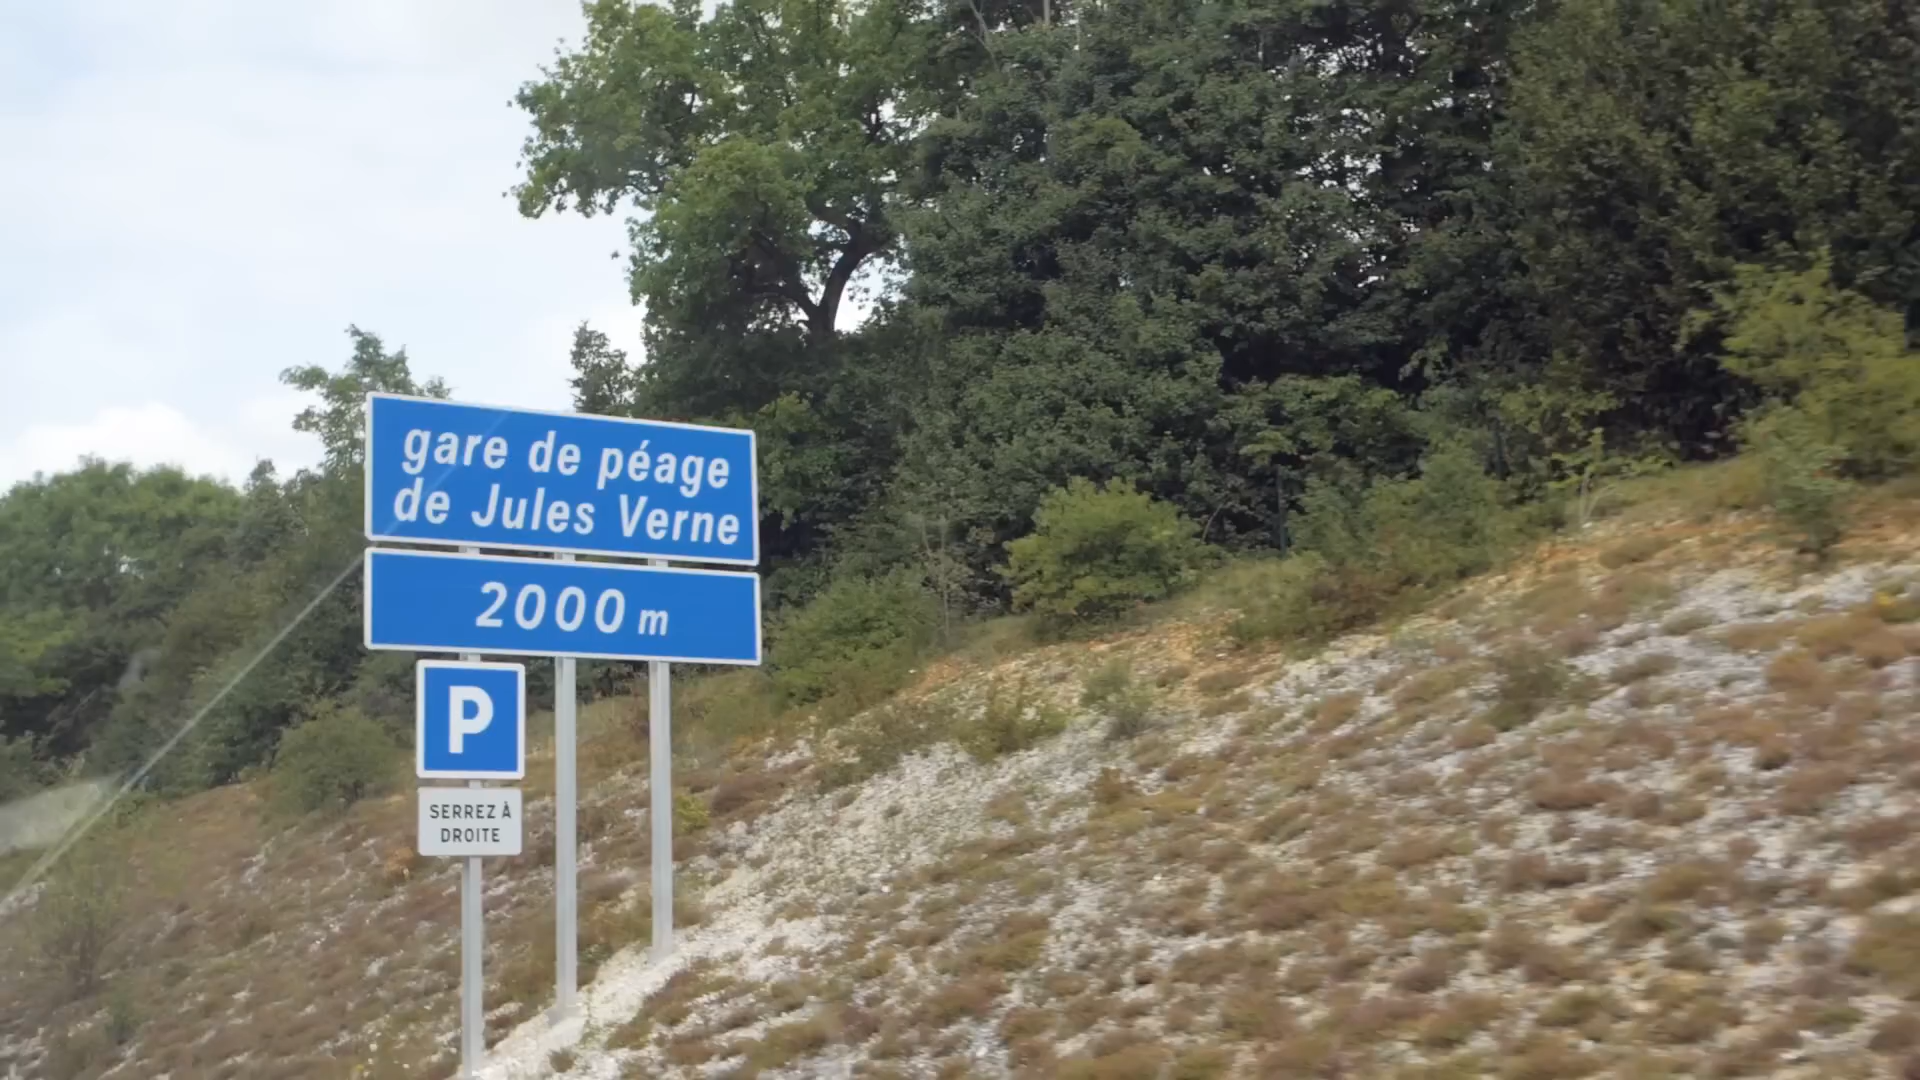 gare de péage
de Jules Verne
2000 m
P
SERREZ À
DROITE